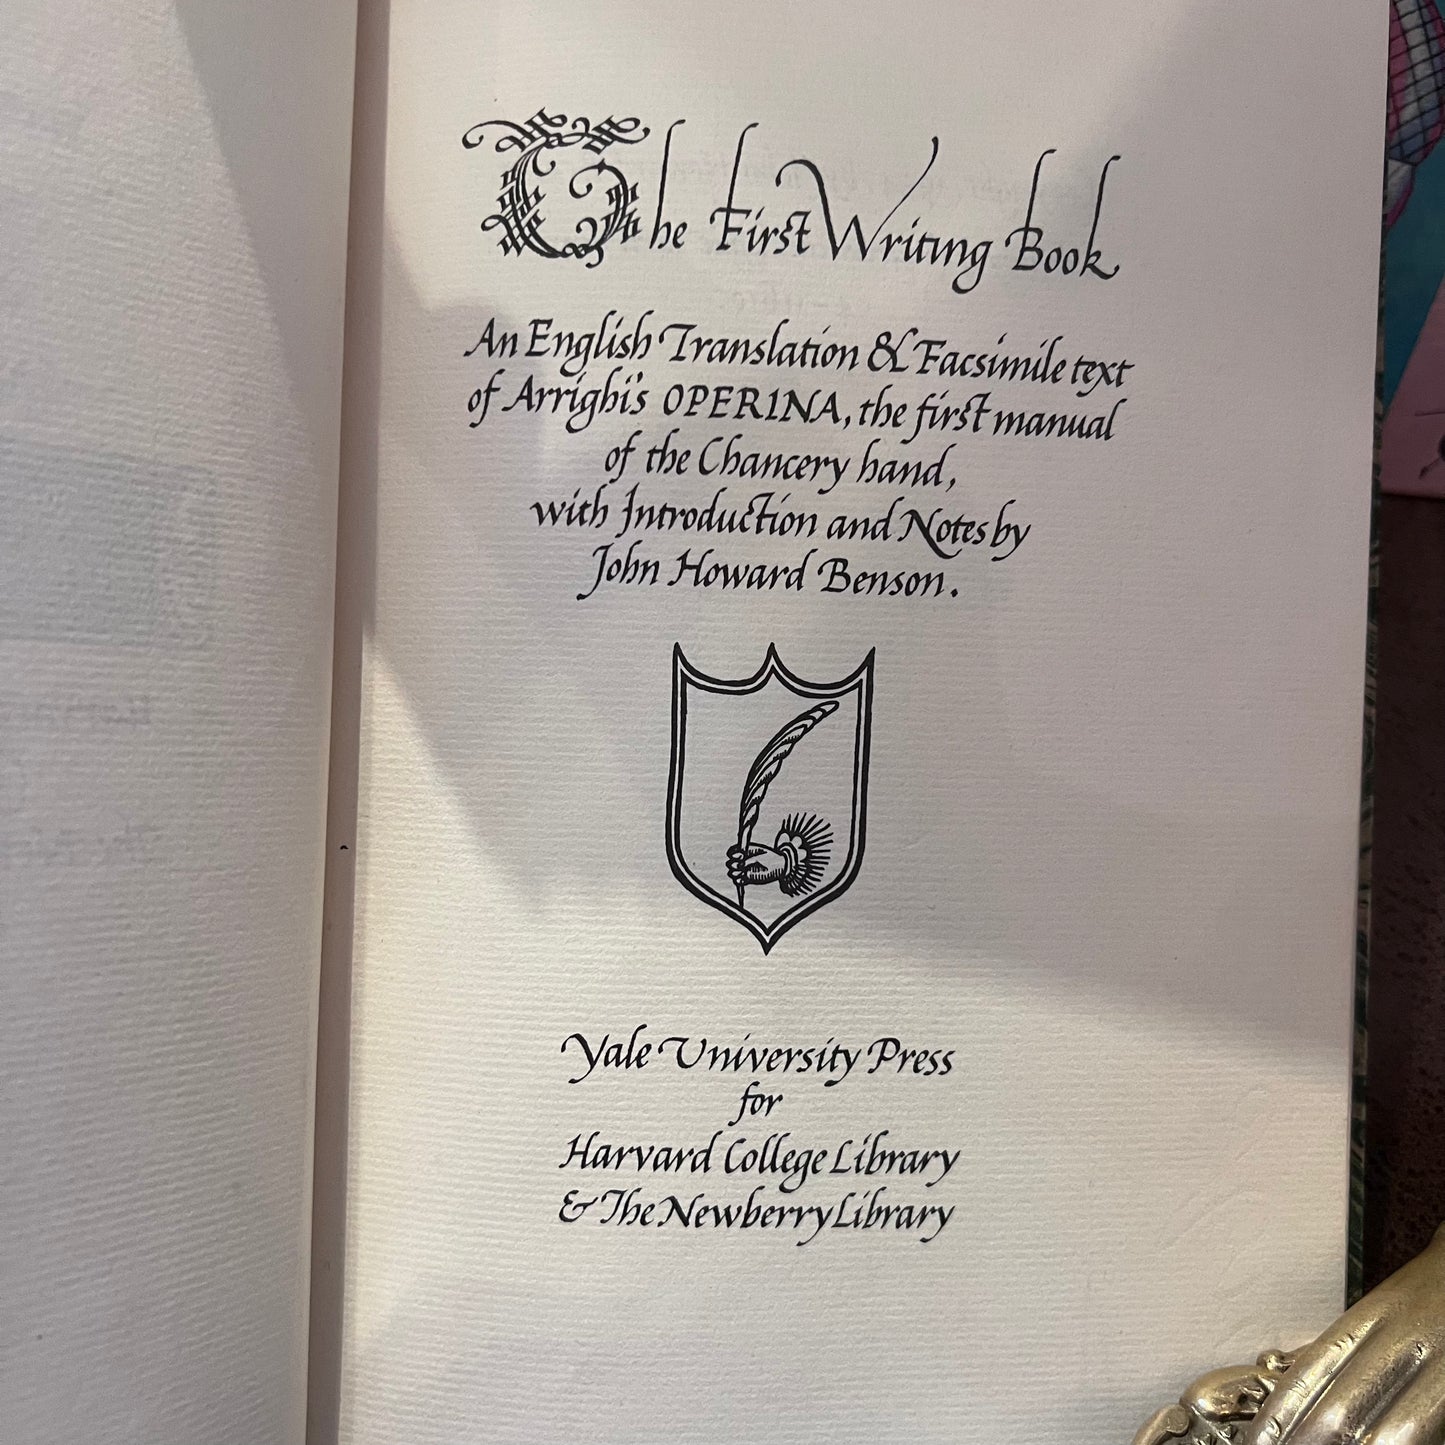 The First Writing Book
An English Translation & Facsimile text
of Arrighi's OPERINA, the first manual
of the Chancery hand,
with Introduction and Notes by
John Howard Benson.
Yale University Press
for
Harvard College Library
& The Newberry Library